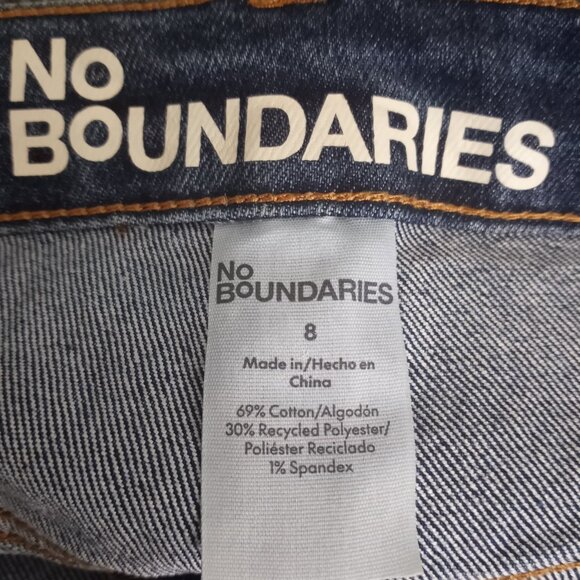 No
BOUNDARIES
No
BOUNDARIES
8
Made in/Hecho en
China
69% Cotton/Algodón
30% Recycled Polyester/
Poliéster Reciclado
1% Spandex